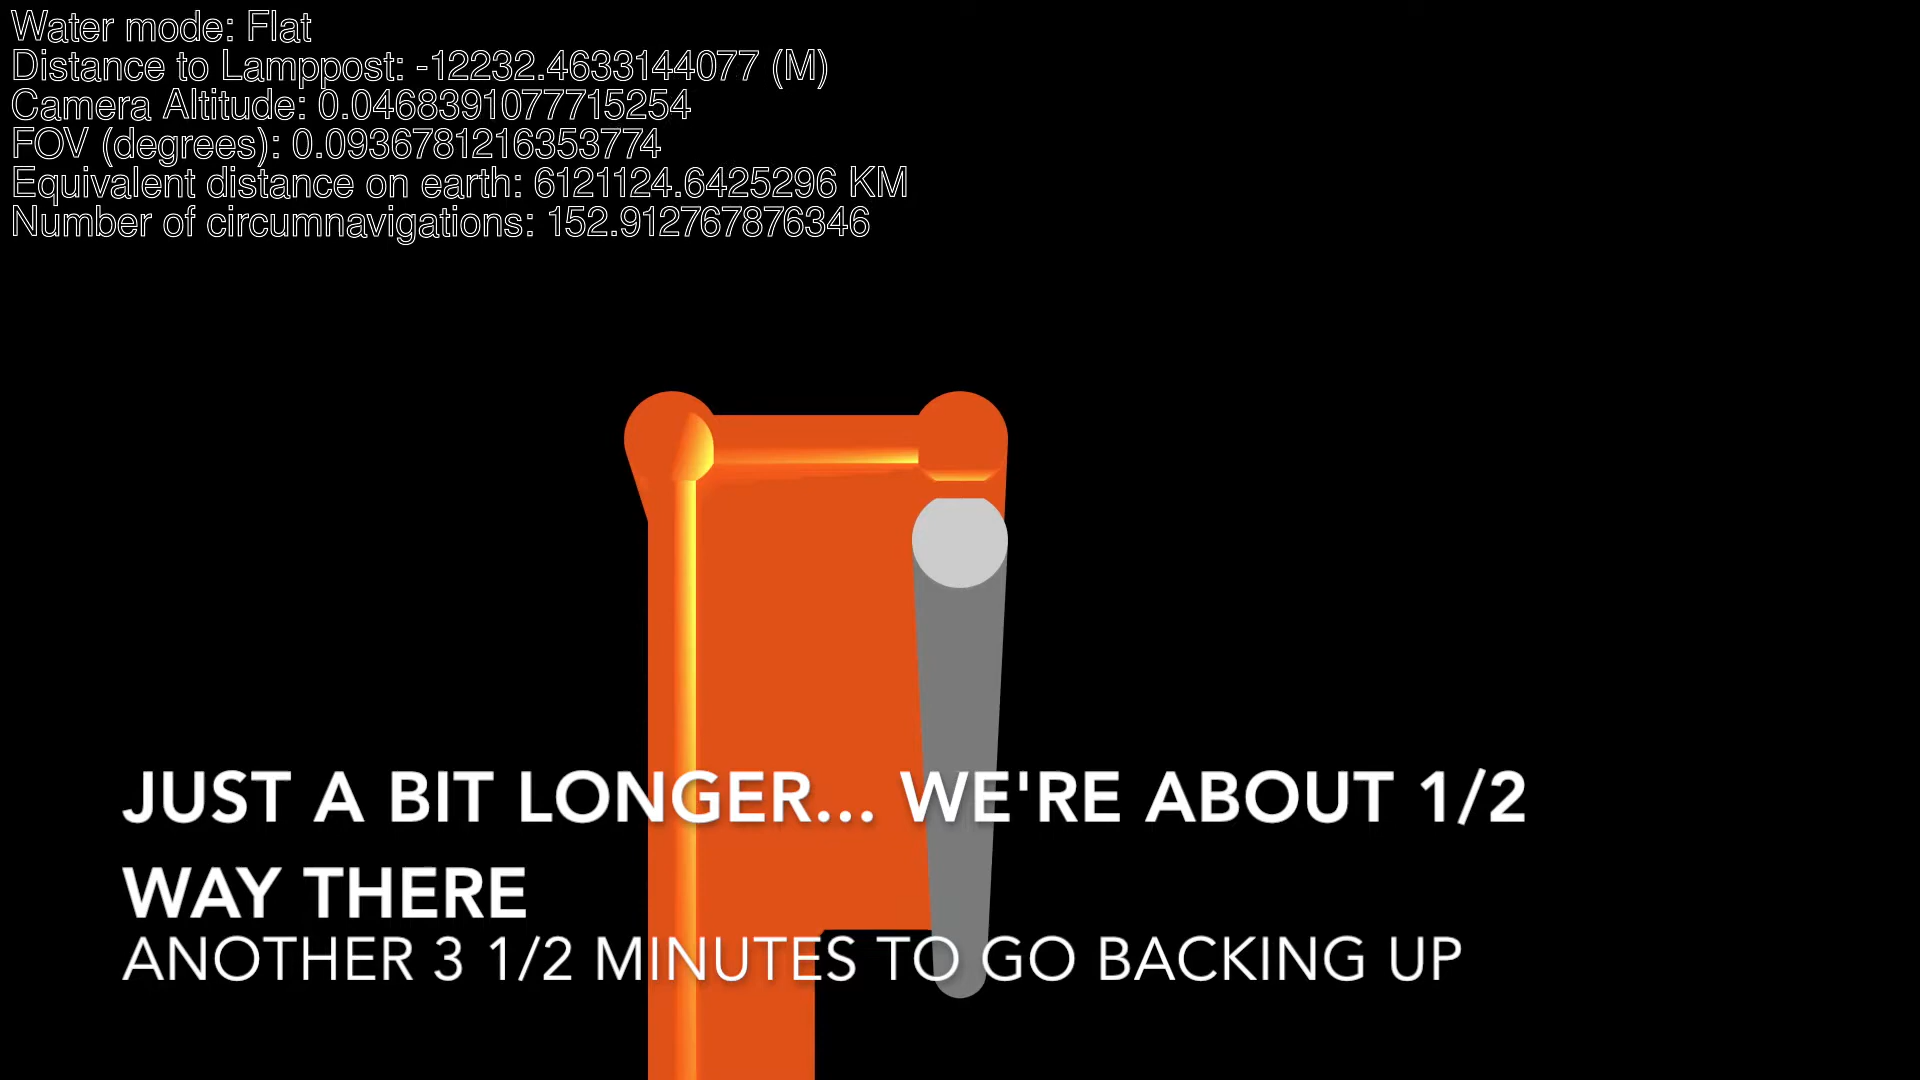 Water mode: Flat
Distance to Lamppost: -12232.4633144077 (M)
Camera Altitude: 0.0468391077715254
FOV (degrees): 0.0936781216353774
Equivalent distance on earth: 6121124.6425296 KM
Number of circumnavigations: 152.912767876346
JUST A BIT LONGER... WE'RE ABOUT 1/2
WAY THERE
ANOTHER 3 1/2 MINUTES TO GO BACKING UP